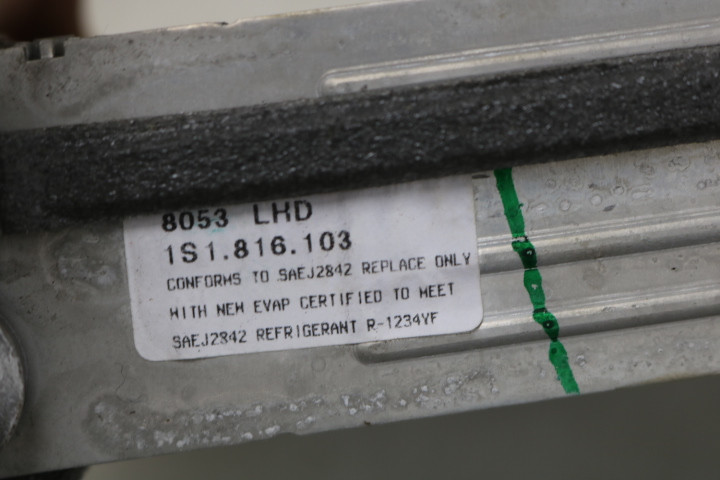 8053 LHD
1S1.816.103
CONFORMS TO SAEJ2842 REPLACE ONLY
WITH NEW EVAP CERTIFIED TO MEET
SAEJ2842 REFRIGERANT R-1234YF